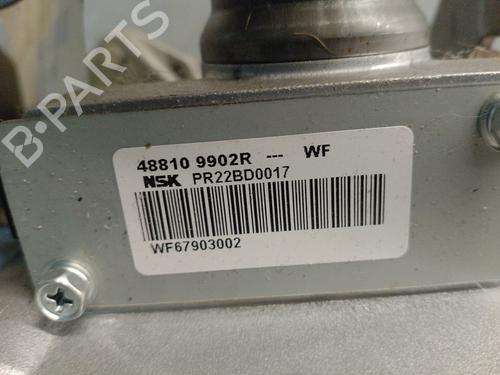 B-PARTS
48810 9902R --- WF
NSK PR22BD0017
WF67903002